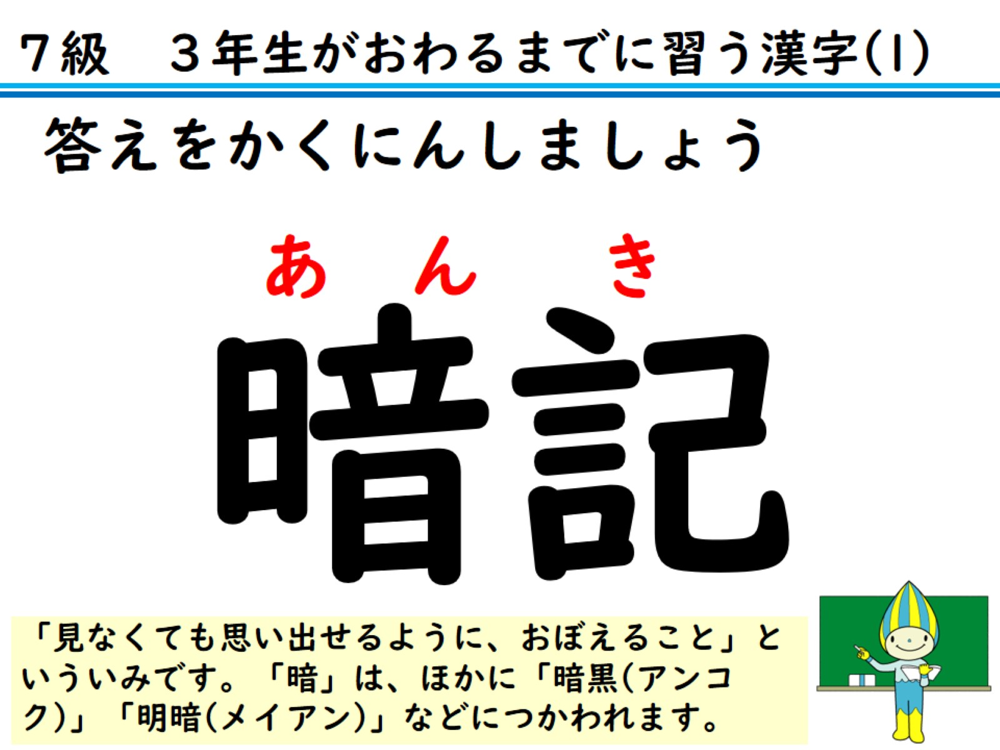 ７級　３年生がおわるまでに習う漢字(1)
答えをかくにんしましょう
あんき
暗記
「見なくても思い出せるように、おぼえること」と
いういみです。「暗」は、ほかに「暗黒(アンコ
ク)」「明暗(メイアン)」などにつかわれます。